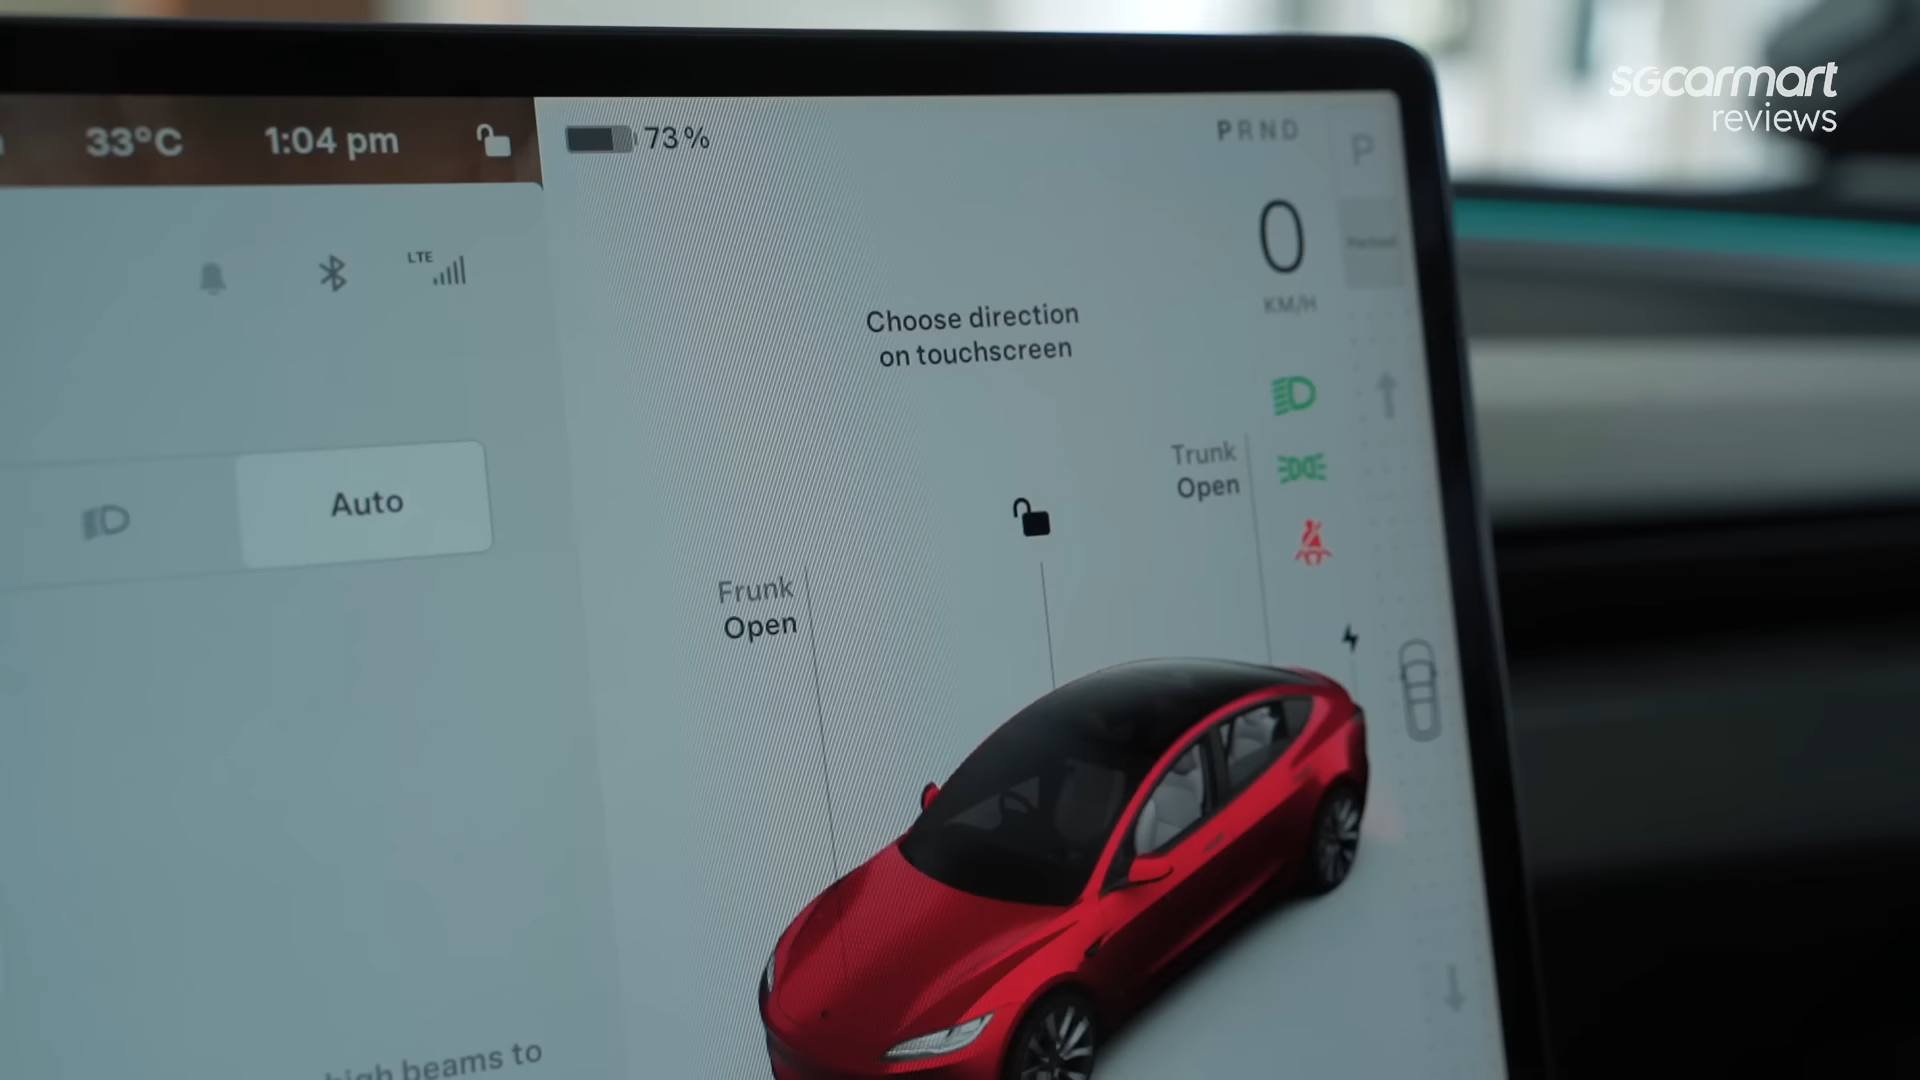 33°C
1:04 pm
73%
PRND
P
sGcarmart
reviews
LTE
0
KM/H
Choose direction
on touchscreen
Trunk
Open
Auto
Frunk
Open
high beams to